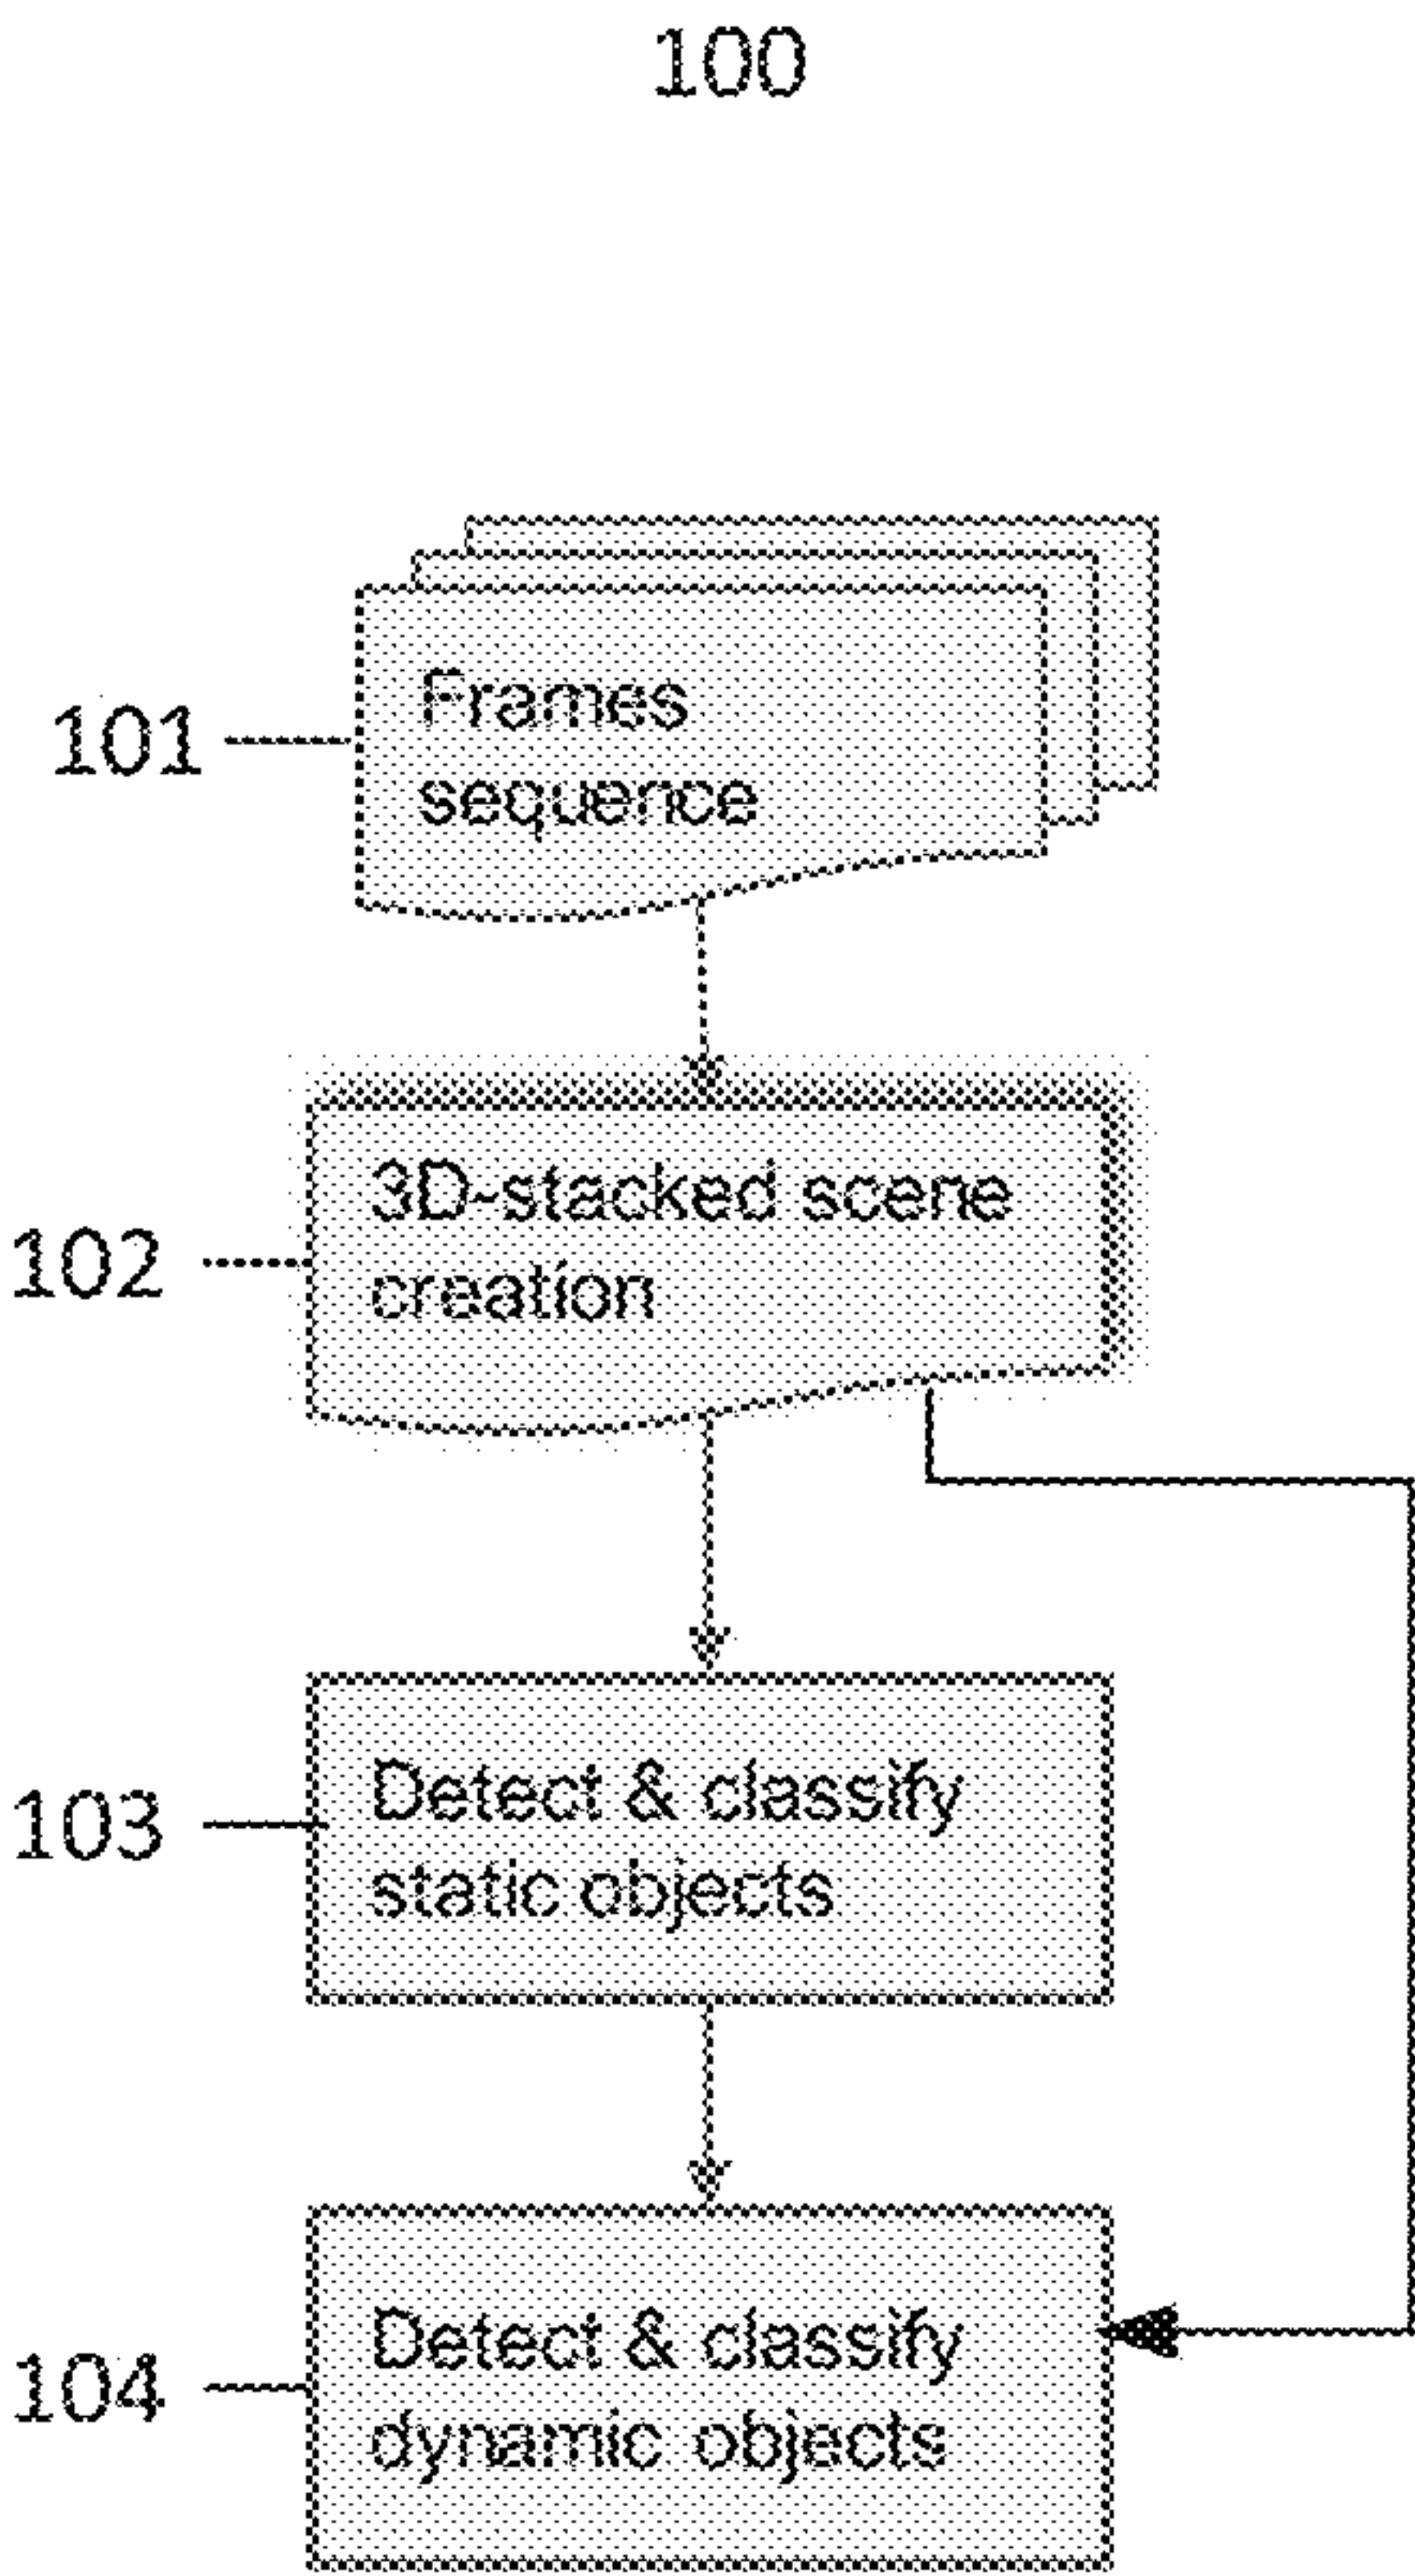 100
101
Frames
sequence
102
3D-stacked scene
creation
103
Detect & classify
static objects
104
Detect & classify
dynamic objects